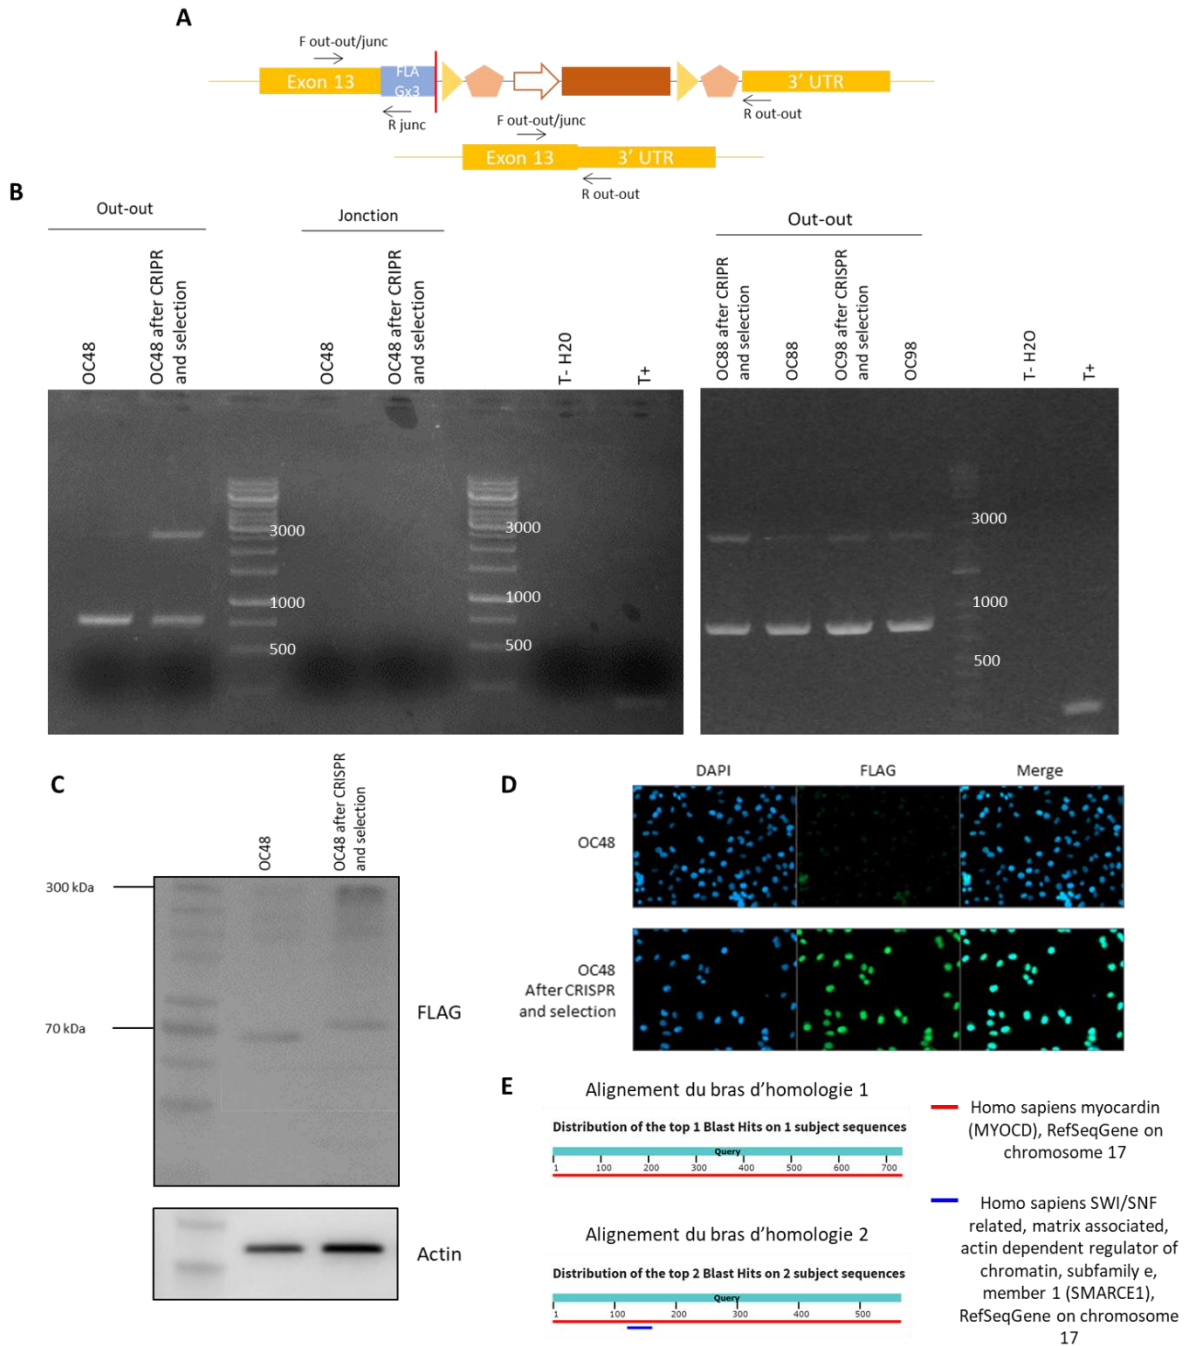 A
F out-out/junc
Exon 13
FLA
Gx3
3' UTR
R junc
R out-out
F out-out/junc
Exon 13
3' UTR
R out-out
B
Out-out
Jonction
Out-out
OC48
OC48 after CRIPR
and selection
OC48
OC48 after CRIPR
and selection
T- H20
T+
OC88 after CRIPR
and selection
OC88
OC98 after CRISPR
and selection
OC98
T- H2O
T+
3000
1000
500
3000
1000
500
3000
1000
500
C
OC48
OC48 after CRISPR
and selection
300 kDa
70 kDa
FLAG
Actin
D
DAPI
FLAG
Merge
OC48
OC48
After CRISPR
and selection
E
Alignement du bras d'homologie 1
Distribution of the top 1 Blast Hits on 1 subject sequences
Query
1 100 200 300 400 500 600 700
Alignement du bras d'homologie 2
Distribution of the top 2 Blast Hits on 2 subject sequences
Query
1 100 200 300 400 500
Homo sapiens myocardin
(MYOCD), RefSeqGene on
chromosome 17
Homo sapiens SWI/SNF
related, matrix associated,
actin dependent regulator of
chromatin, subfamily e,
member 1 (SMARCE1),
RefSeqGene on chromosome
17